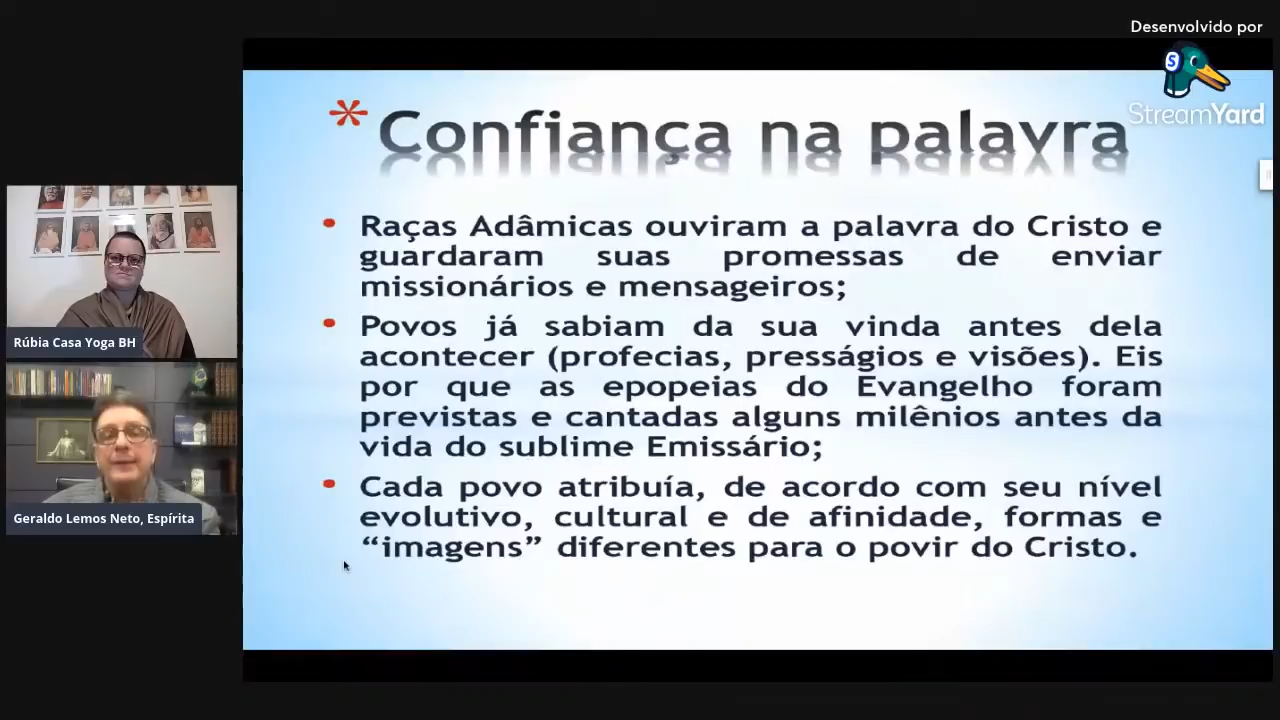 Desenvolvido por
S
StreamYard
* Confiança na palavra
• Raças Adâmicas ouviram a palavra do Cristo e
guardaram suas promessas de enviar
missionários e mensageiros;
• Povos já sabiam da sua vinda antes dela
acontecer (profecias, presságios e visões). Eis
por que as epopeias do Evangelho foram
previstas e cantadas alguns milênios antes da
vida do sublime Emissário;
• Cada povo atribuía, de acordo com seu nível
evolutivo, cultural e de afinidade, formas e
“imagens” diferentes para o povir do Cristo.
Rúbia Casa Yoga BH
Geraldo Lemos Neto, Espírita